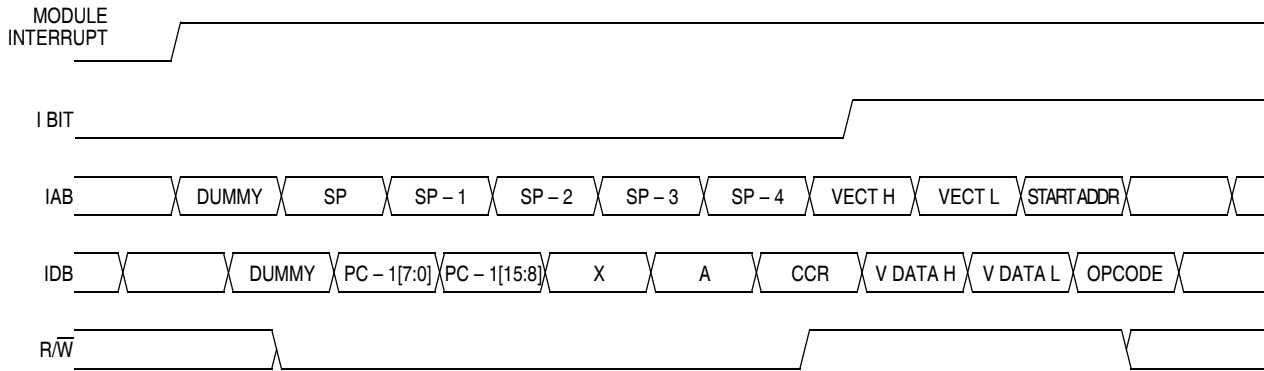 MODULE
INTERRUPT
I BIT
IAB DUMMY SP SP – 1 SP – 2 SP – 3 SP – 4 VECT H VECT L START ADDR
IDB DUMMY PC – 1[7:0] PC – 1[15:8] X A CCR V DATA H V DATA L OPCODE
R/W̅